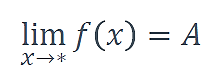 lim f(x) = A
x→*